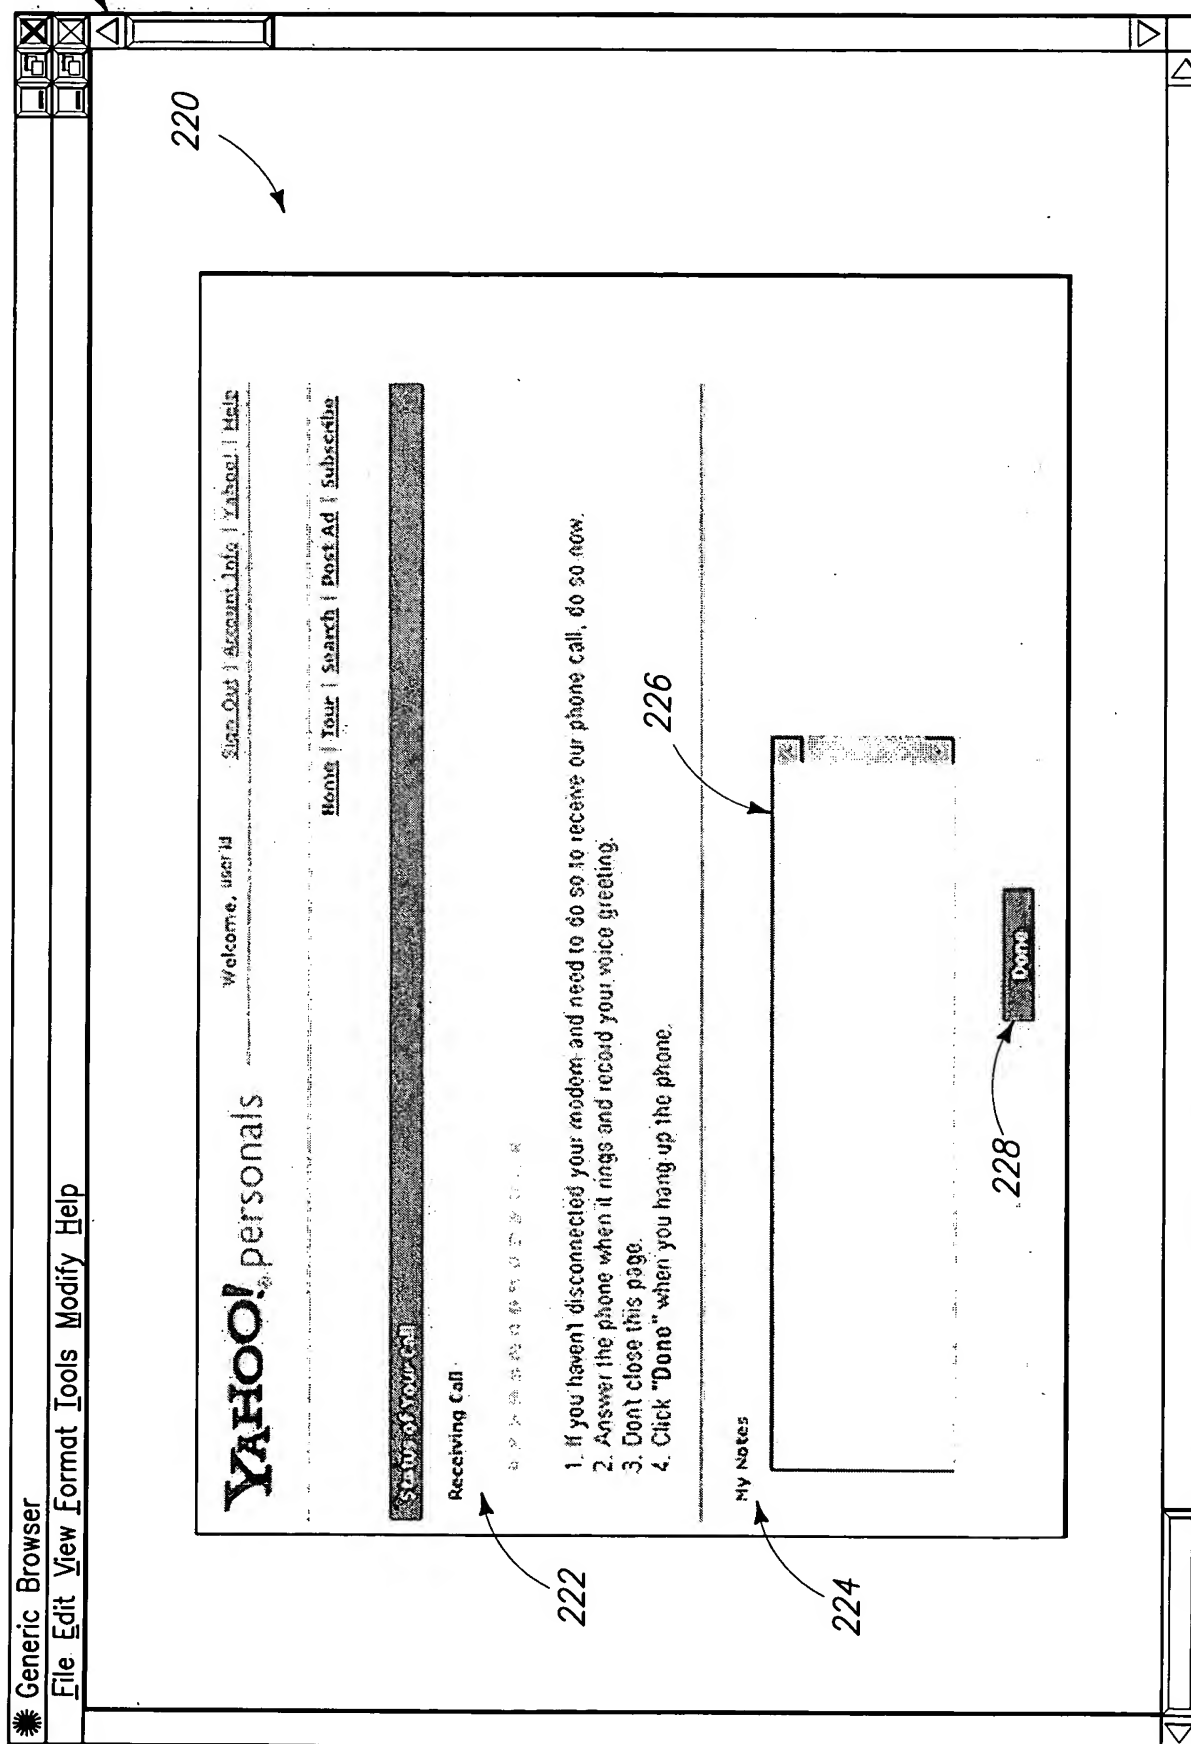 Generic Browser
File Edit View Format Tools Modify Help
220
YAHOO! personals
Welcome, user id
Sign Out | Account Info | Yahoo! | Help
Home | Tour | Search | Post Ad | Subscribe
Status of Your Call
222
Receiving Call
1. If you haven't disconnected your modem and need to do so to receive our phone call, do so now.
2. Answer the phone when it rings and record your voice greeting.
3. Don't close this page.
4. Click "Done" when you hang up the phone.
224
My Notes
226
228
Done